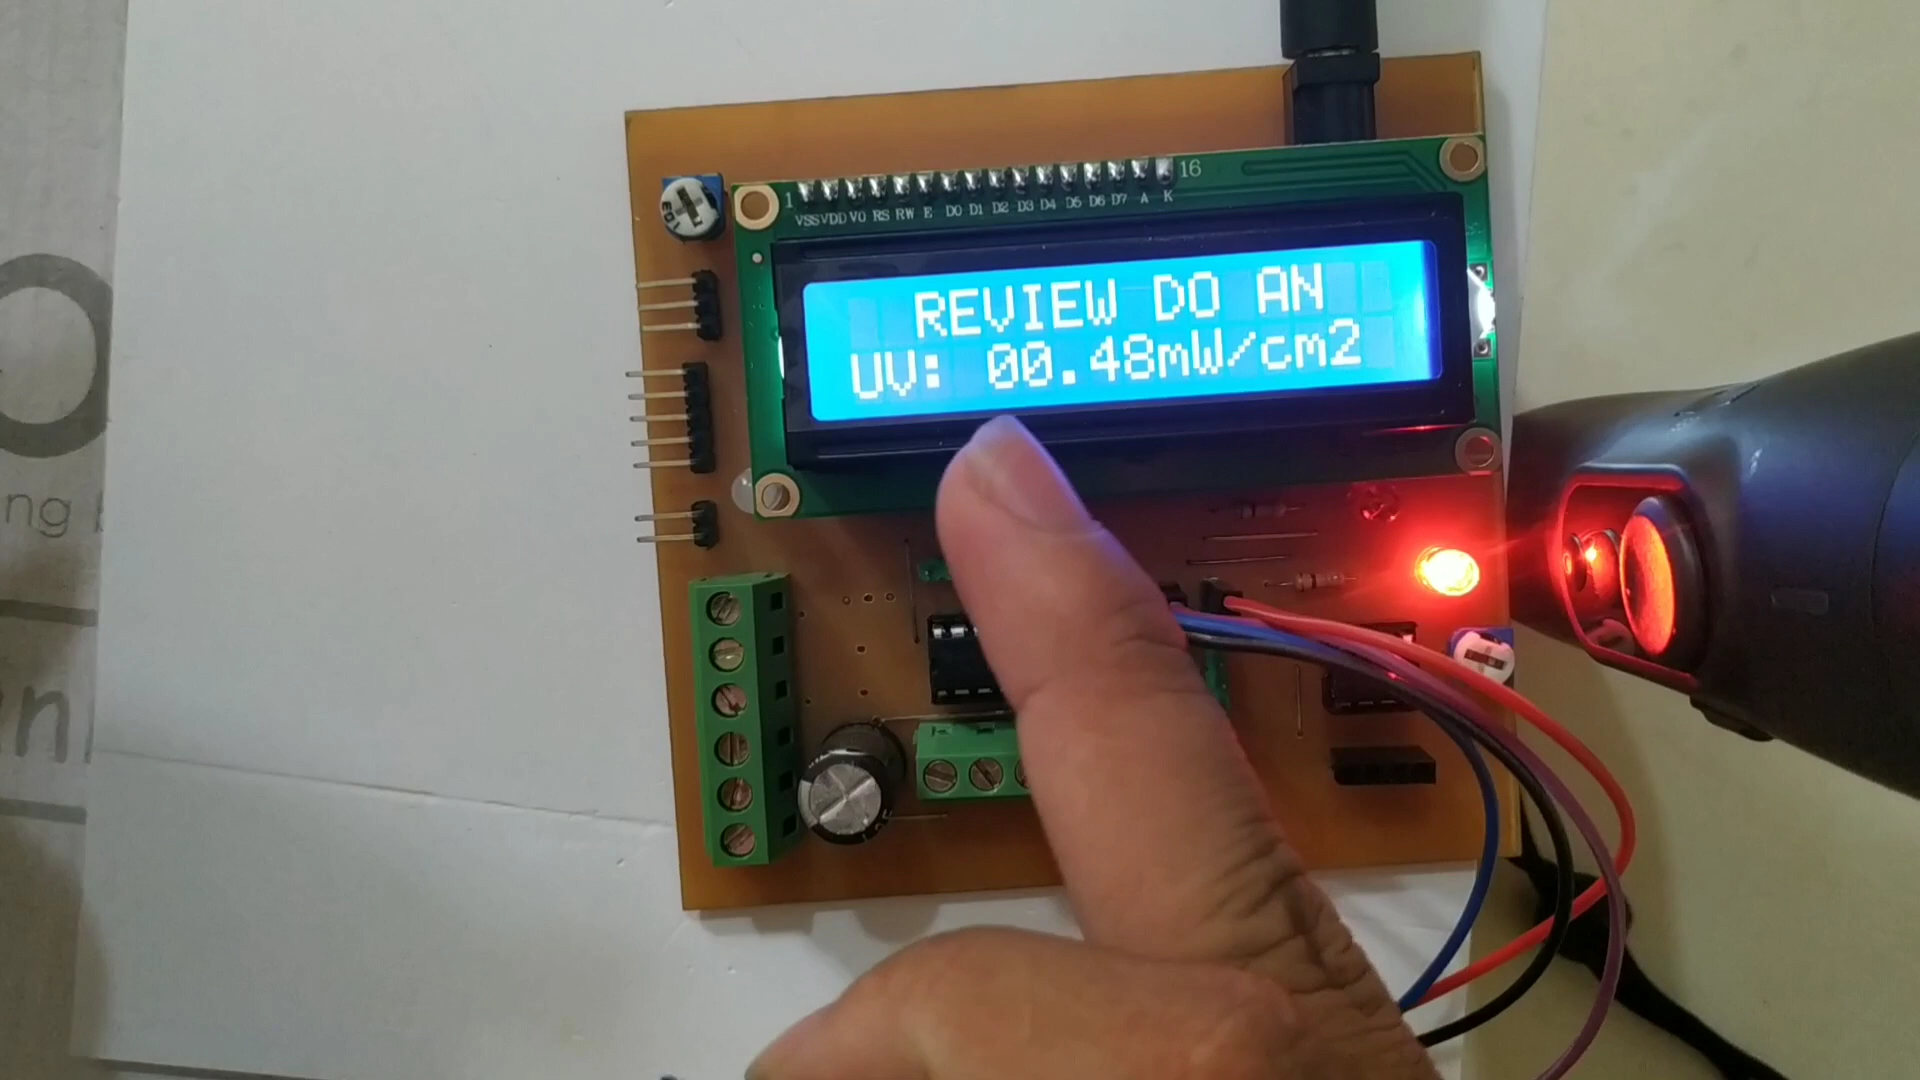 1 16
VSS VDD V0 RS RW E D0 D1 D2 D3 D4 D5 D6 D7 A K
REVIEW DO AN
UV: 00.48mW/cm2
ng